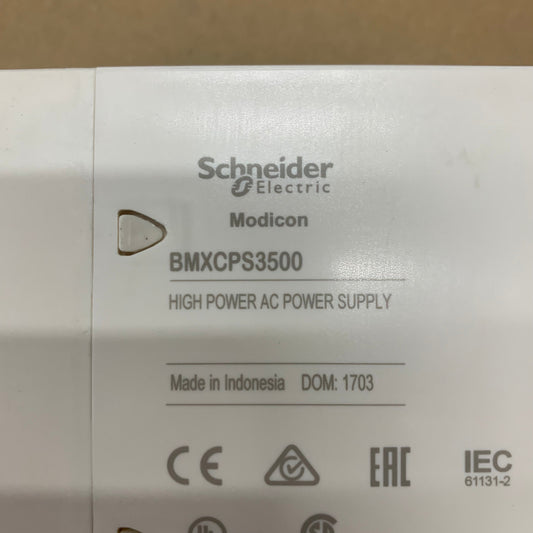 Schneider
Electric
Modicon
BMXCPS3500
HIGH POWER AC POWER SUPPLY
Made in Indonesia DOM: 1703
CE EAC IEC
61131-2